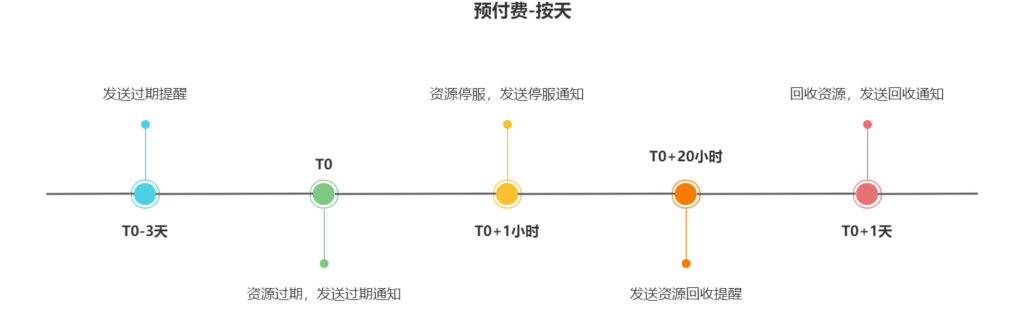 预付费-按天
发送过期提醒
资源停服，发送停服通知
回收资源，发送回收通知
T0
T0+20小时
T0-3天
T0+1小时
T0+1天
资源过期，发送过期通知
发送资源回收提醒